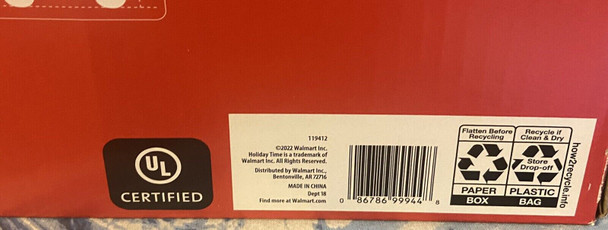 UL
CERTIFIED
119412
©2022 Walmart Inc.
Holiday Time is a trademark of
Walmart Inc. All Rights Reserved.
Distributed by Walmart Inc.,
Bentonville, AR 72716
MADE IN CHINA
Dept 18
Find more at Walmart.com
0 86786 99944 8
Flatten Before
Recycling
PAPER
BOX
Recycle if
Clean & Dry
Store
Drop-off
PLASTIC
BAG
how2recycle.info